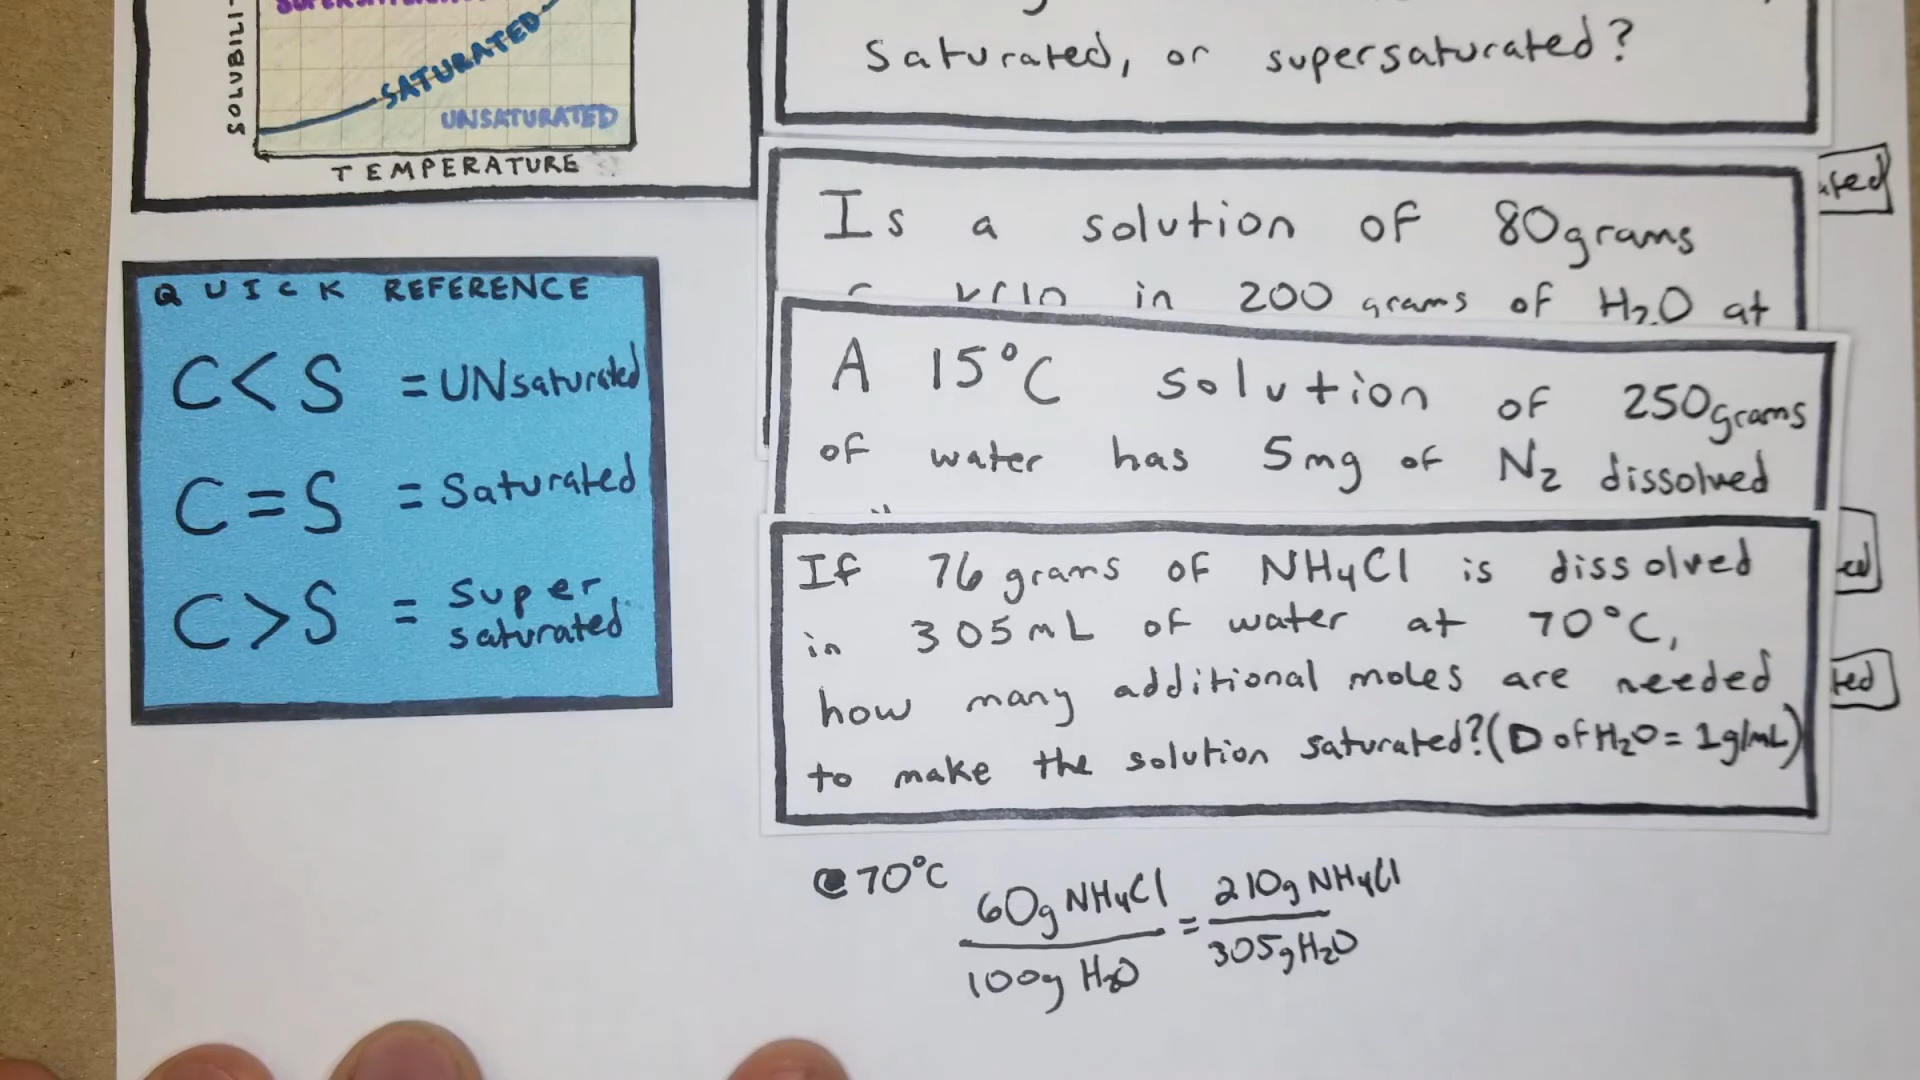 SATURATED
UNSATURATED
TEMPERATURE
QUICK REFERENCE
C<S = UNsaturated
C=S = Saturated
C>S = Super
saturated
Saturated, or supersaturated?
Is a solution of 80grams
in 200 grams of H₂O at
A 15°C solution of 250grams
of water has 5mg of N₂ dissolved
If 76 grams of NH₄Cl is dissolved
in 305mL of water at 70°C,
how many additional moles are needed
to make the solution saturated? (D of H₂O = 1g/mL)
@70°C
60g NH₄Cl = 210g NH₄Cl
100g H₂O 305g H₂O